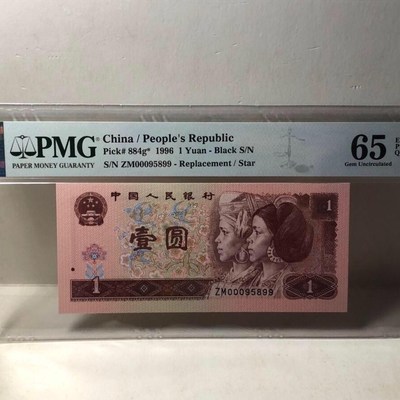 PMG
PAPER MONEY GUARANTY
China / People's Republic
Pick# 884g* 1996 1 Yuan - Black S/N
S/N ZM00095899 - Replacement / Star
65
Gem Uncirculated
E
P
Q
中国人民银行
1
壹圆
1
1
ZM00095899